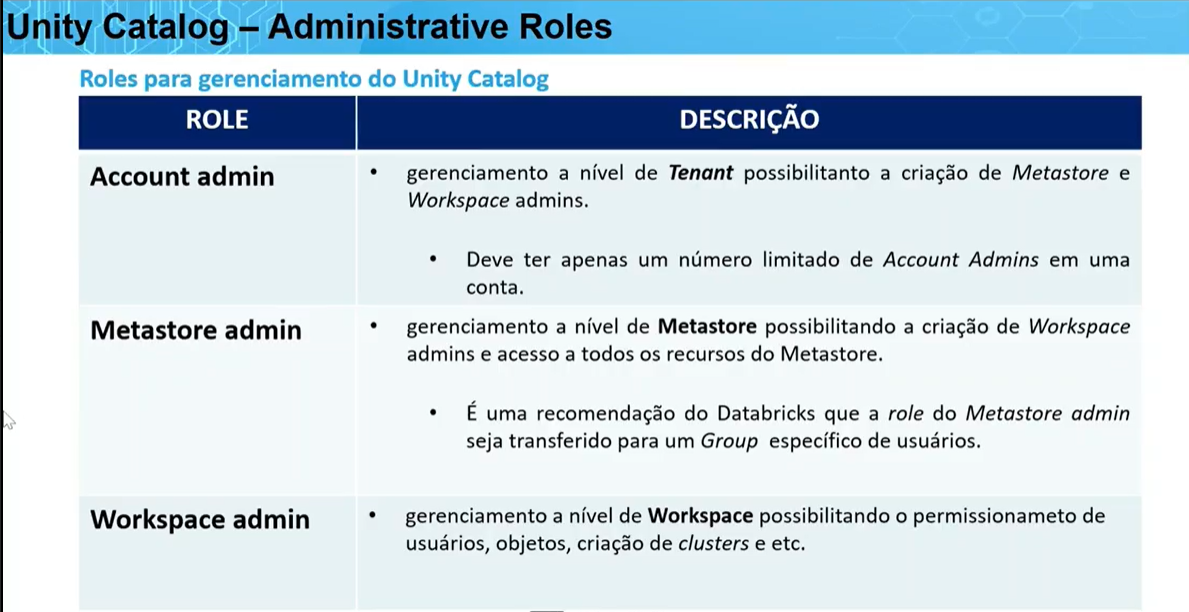 Unity Catalog – Administrative Roles
Roles para gerenciamento do Unity Catalog
ROLE
DESCRIÇÃO
Account admin
• gerenciamento a nível de Tenant possibilitanto a criação de Metastore e
Workspace admins.
• Deve ter apenas um número limitado de Account Admins em uma
conta.
Metastore admin
• gerenciamento a nível de Metastore possibilitando a criação de Workspace
admins e acesso a todos os recursos do Metastore.
• É uma recomendação do Databricks que a role do Metastore admin
seja transferido para um Group específico de usuários.
Workspace admin
• gerenciamento a nível de Workspace possibilitando o permissionameto de
usuários, objetos, criação de clusters e etc.